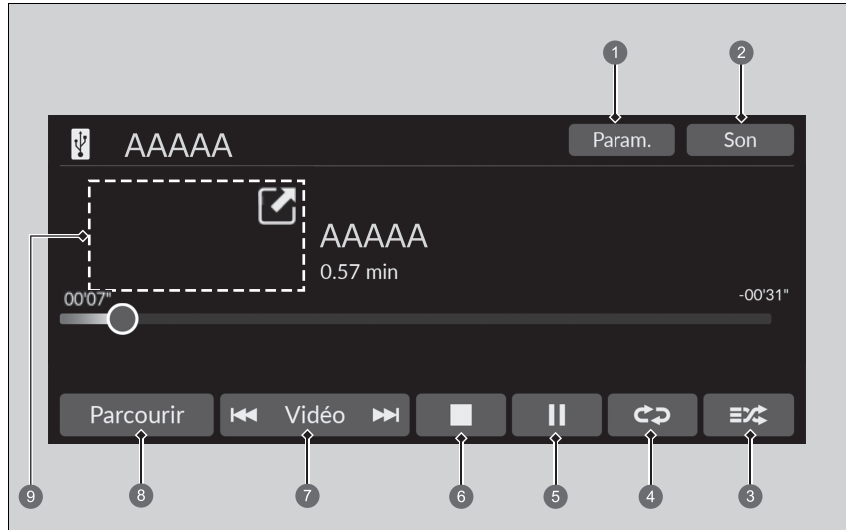 1 2
AAAAA Param. Son
AAAAA
0.57 min
00'07" -00'31"
Parcourir Vidéo
9 8 7 6 5 4 3